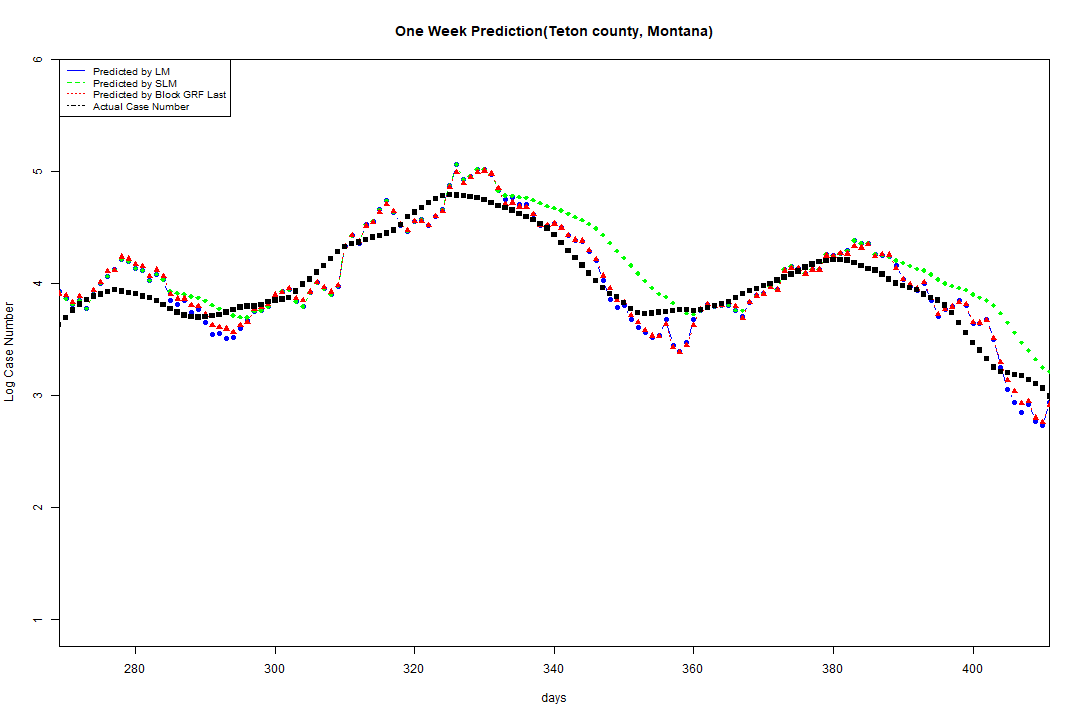 One Week Prediction(Teton county, Montana)
Predicted by LM
Predicted by SLM
Predicted by Block GRF Last
Actual Case Number
6
5
4
3
2
1
Log Case Number
280 300 320 340 360 380 400
days